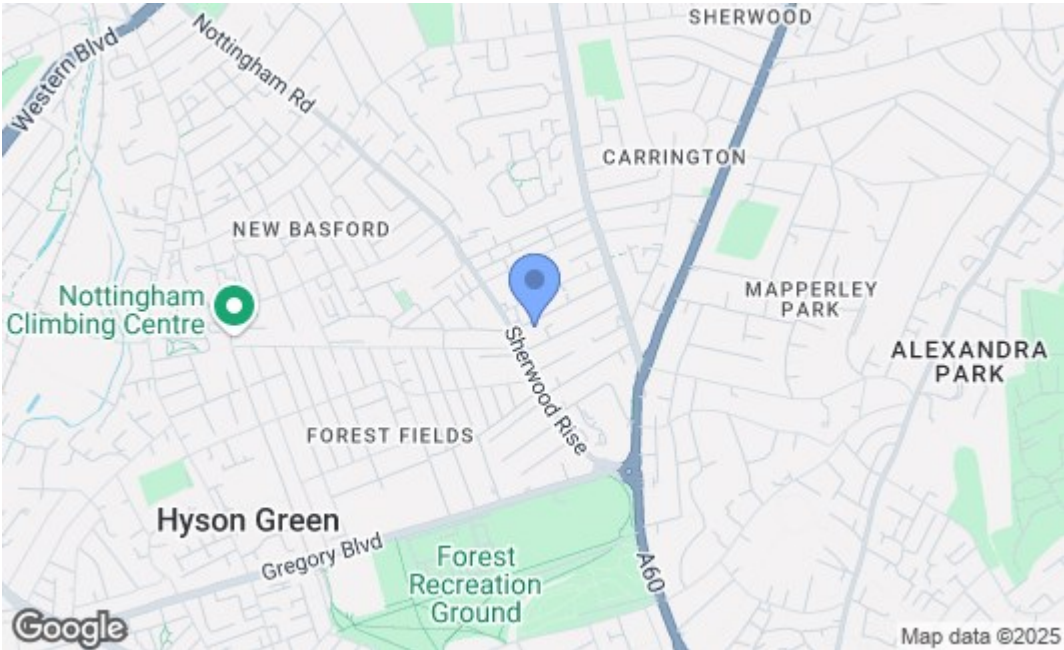 SHERWOOD
Western Blvd
Nottingham Rd
CARRINGTON
NEW BASFORD
Nottingham
Climbing Centre
MAPPERLEY
PARK
Sherwood Rise
ALEXANDRA
PARK
FOREST FIELDS
Hyson Green
Gregory Blvd
Forest
Recreation
Ground
A60
Google
Map data ©2025